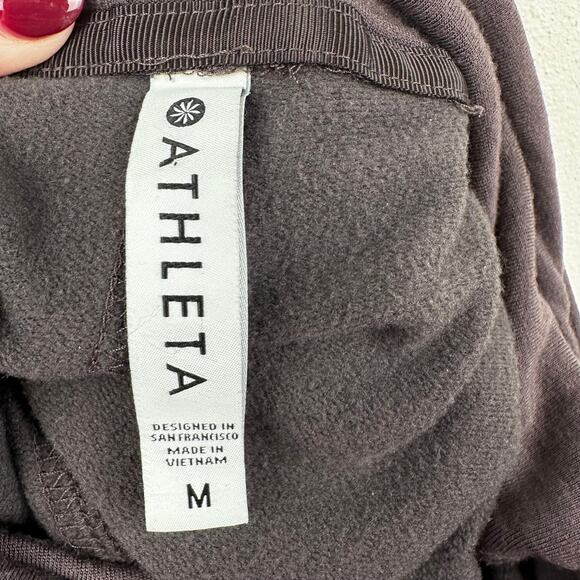 ATHLETA
DESIGNED IN
SAN FRANCISCO
MADE IN
VIETNAM
M